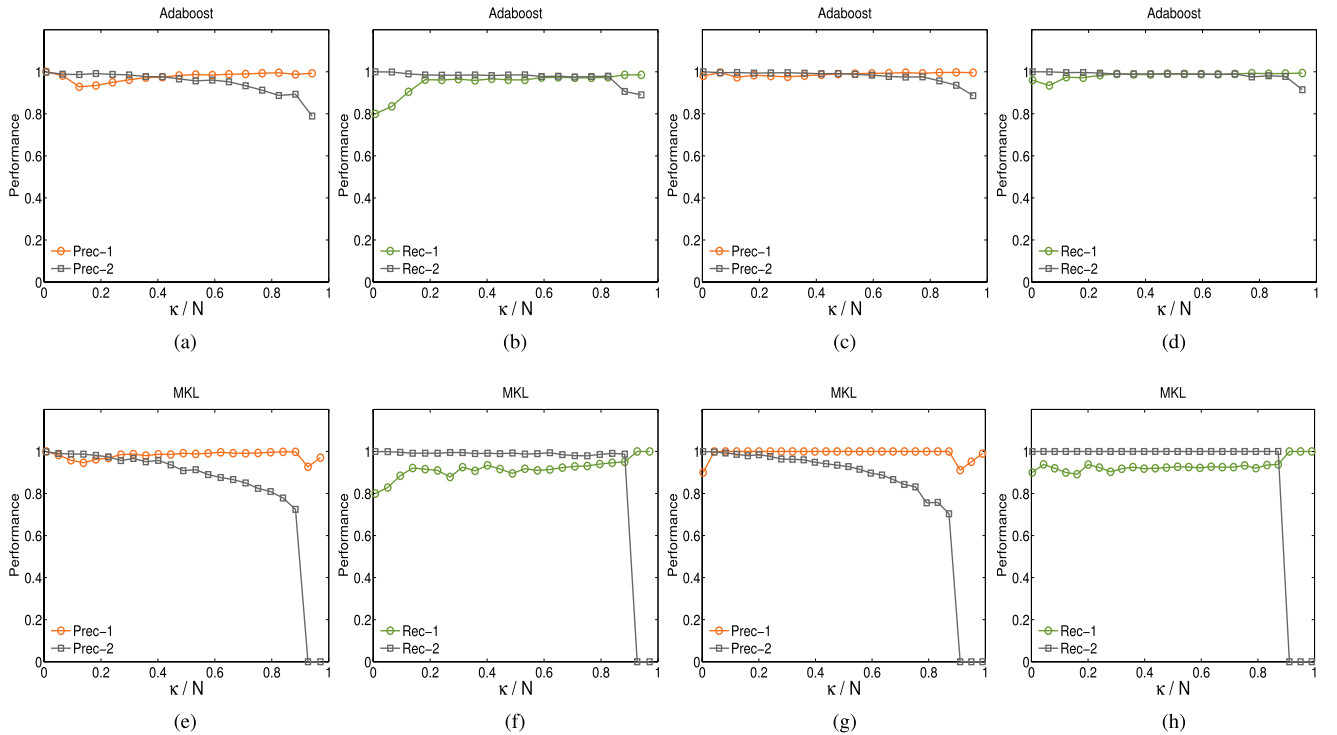 Adaboost Adaboost Adaboost Adaboost
1 1 1 1
0.8 0.8 0.8 0.8
Performance Performance Performance Performance
0.6 0.6 0.6 0.6
0.4 0.4 0.4 0.4
0.2 0.2 0.2 0.2
Prec-1 Rec-1 Prec-1 Rec-1
Prec-2 Rec-2 Prec-2 Rec-2
0 0 0 0
0 0.2 0.4 0.6 0.8 1 0 0.2 0.4 0.6 0.8 1 0 0.2 0.4 0.6 0.8 1 0 0.2 0.4 0.6 0.8 1
κ / N κ / N κ / N κ / N
(a) (b) (c) (d)
MKL MKL MKL MKL
1 1 1 1
0.8 0.8 0.8 0.8
Performance Performance Performance Performance
0.6 0.6 0.6 0.6
0.4 0.4 0.4 0.4
0.2 0.2 0.2 0.2
Prec-1 Rec-1 Prec-1 Rec-1
Prec-2 Rec-2 Prec-2 Rec-2
0 0 0 0
0 0.2 0.4 0.6 0.8 1 0 0.2 0.4 0.6 0.8 1 0 0.2 0.4 0.6 0.8 1 0 0.2 0.4 0.6 0.8 1
κ / N κ / N κ / N κ / N
(e) (f) (g) (h)